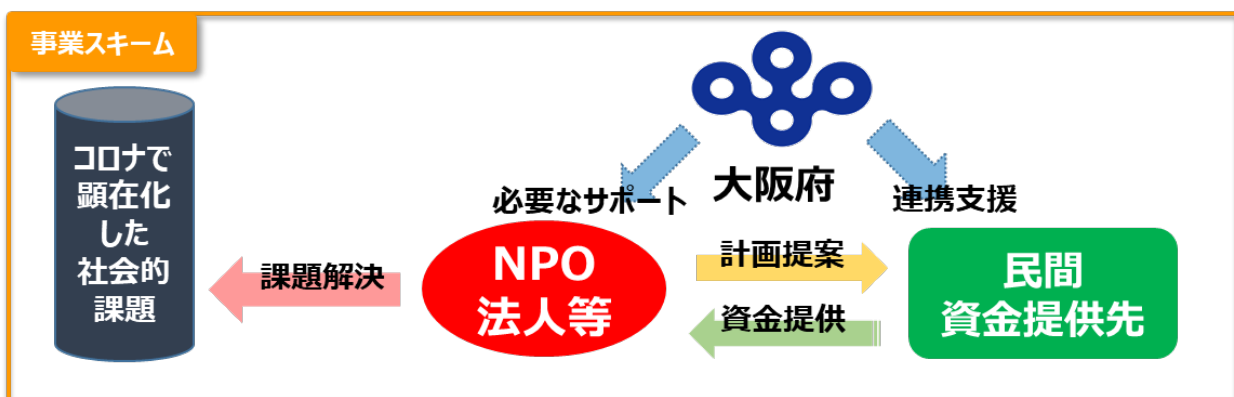 事業スキーム
コロナで
顕在化
した
社会的
課題
大阪府
必要なサポート
連携支援
NPO
法人等
課題解決
計画提案
資金提供
民間
資金提供先